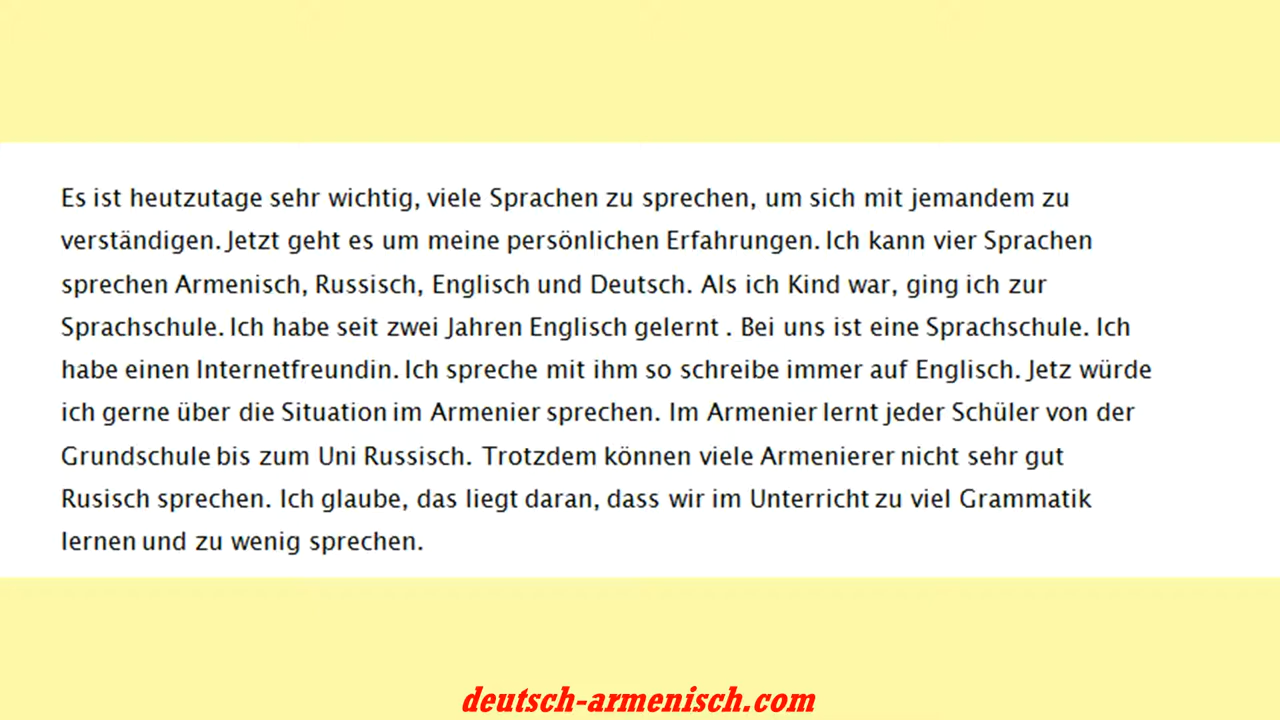 Es ist heutzutage sehr wichtig, viele Sprachen zu sprechen, um sich mit jemandem zu
verständigen. Jetzt geht es um meine persönlichen Erfahrungen. Ich kann vier Sprachen
sprechen Armenisch, Russisch, Englisch und Deutsch. Als ich Kind war, ging ich zur
Sprachschule. Ich habe seit zwei Jahren Englisch gelernt . Bei uns ist eine Sprachschule. Ich
habe einen Internetfreundin. Ich spreche mit ihm so schreibe immer auf Englisch. Jetz würde
ich gerne über die Situation im Armenier sprechen. Im Armenier lernt jeder Schüler von der
Grundschule bis zum Uni Russisch. Trotzdem können viele Armenierer nicht sehr gut
Rusisch sprechen. Ich glaube, das liegt daran, dass wir im Unterricht zu viel Grammatik
lernen und zu wenig sprechen.
deutsch-armenisch.com